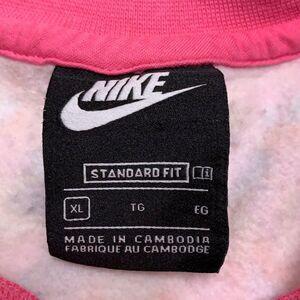 NIKE
STANDARD FIT
XL TG EG
MADE IN CAMBODIA
FABRIQUE AU CAMBODGE